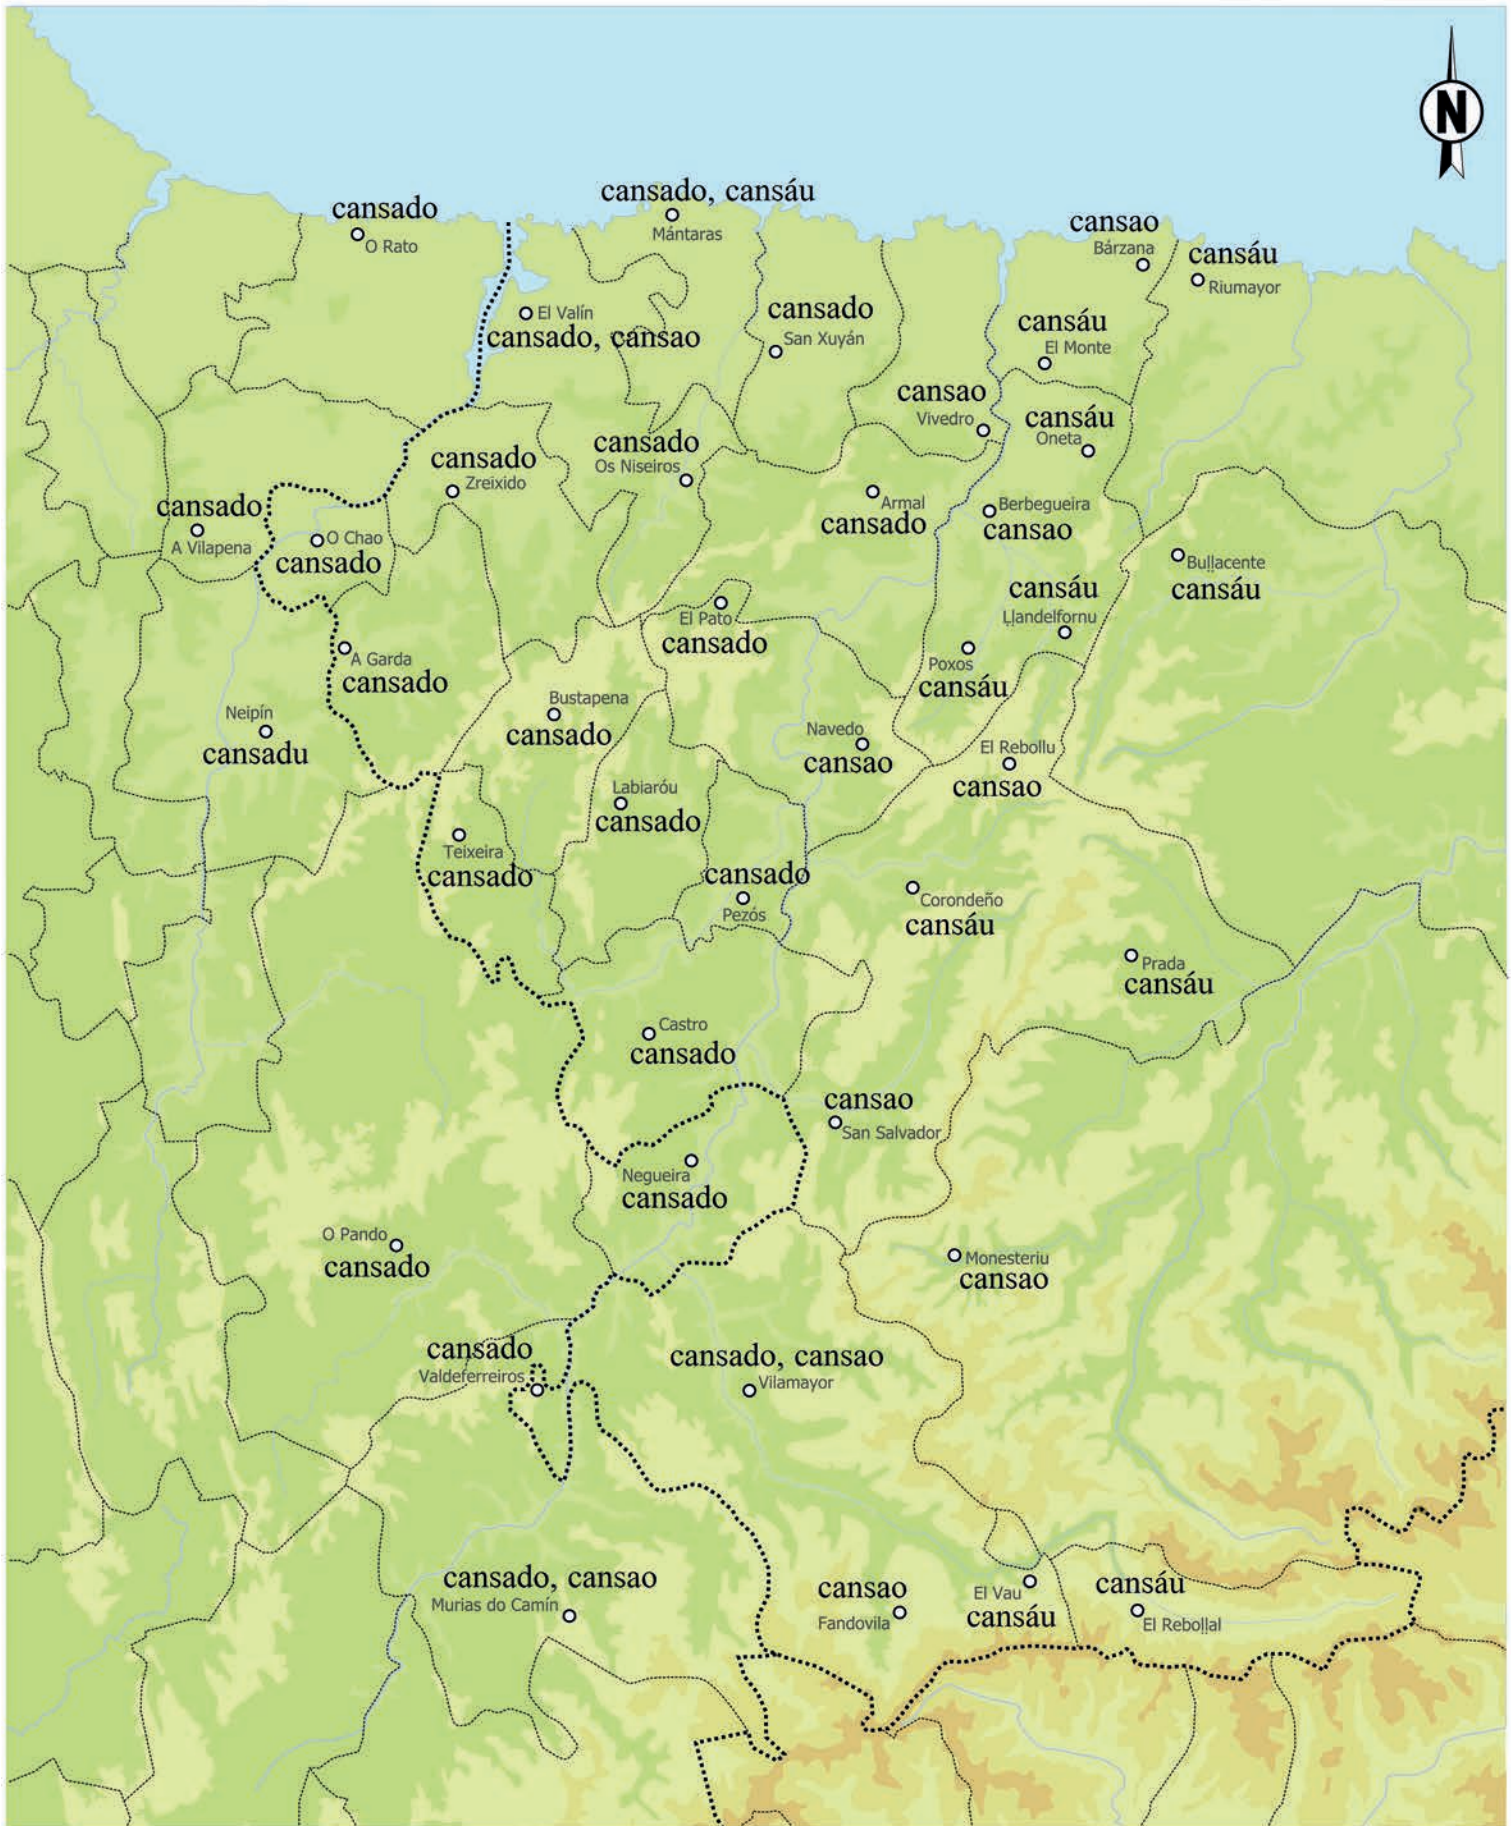 N
cansado, cansáu
Mántaras
cansado
O Rato
cansao
Bárzana
cansáu
Riumayor
El Valín
cansado, cansao
cansado
San Xuyán
cansáu
El Monte
cansao
Vivedro
cansáu
Oneta
cansado
Os Niseiros
cansado
Zreixido
cansado
A Vilapena
O Chao
cansado
Armal
cansado
Berbegueira
cansao
Buḷḷacente
cansáu
cansáu
Ḷḷandelfornu
El Pato
cansado
A Garda
cansado
Poxos
cansáu
Neipín
cansadu
Bustapena
cansado
Navedo
cansao
El Rebollu
cansao
Labiaróu
cansado
Teixeira
cansado
cansado
Pezós
Corondeño
cansáu
Prada
cansáu
Castro
cansado
cansao
San Salvador
Negueira
cansado
O Pando
cansado
Monesteriu
cansao
cansado
Valdeferreiros
cansado, cansao
Vilamayor
cansado, cansao
Murias do Camín
cansao
Fandovila
El Vau
cansáu
cansáu
El Reboḷḷal